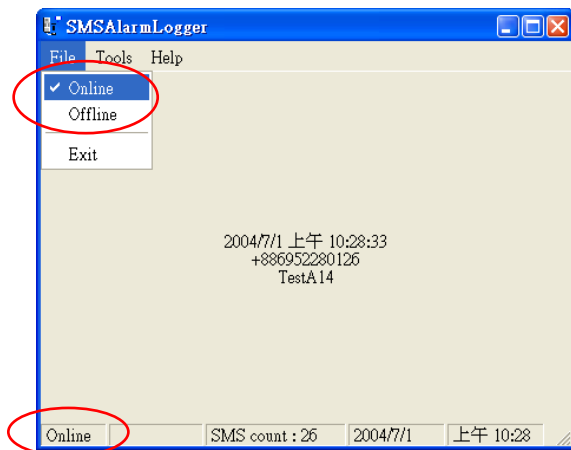 SMSAlarmLogger
File Tools Help
Online
Offline
Exit
2004/7/1 上午 10:28:33
+886952280126
TestA14
Online SMS count : 26 2004/7/1 上午 10:28